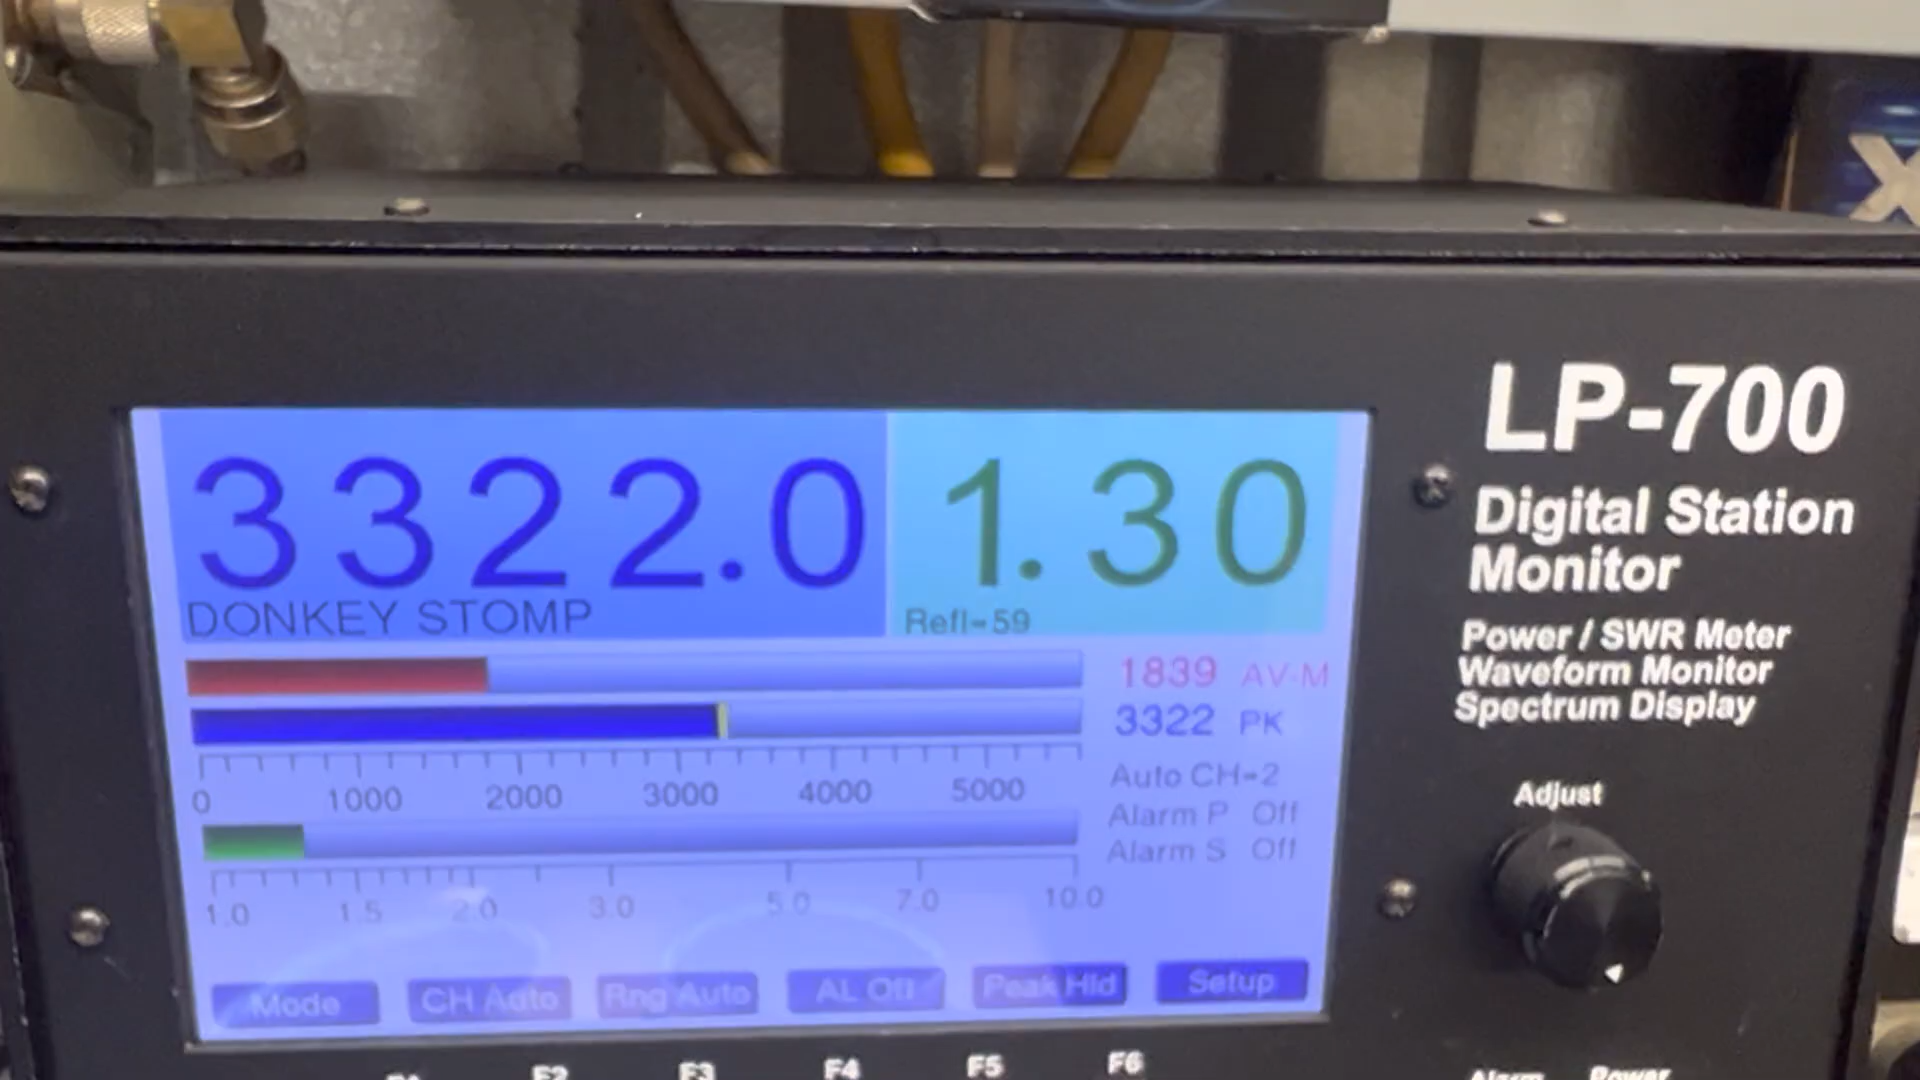 X
LP-700
Digital Station
Monitor
Power / SWR Meter
Waveform Monitor
Spectrum Display
Adjust
3322.0
1.30
DONKEY STOMP
Refl=59
1839 AV-M
3322 PK
0 1000 2000 3000 4000 5000
Auto CH=2
Alarm P Off
Alarm S Off
1.0 1.5 2.0 3.0 5.0 7.0 10.0
Mode CH Auto Rng Auto AL Off Peak Hld Setup
F1 F2 F3 F4 F5 F6
Alarm Power